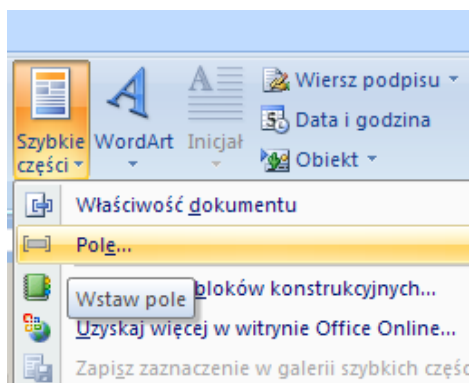 Szybkie części
WordArt
Inicjał
Wiersz podpisu
Data i godzina
Obiekt
Właściwość dokumentu
Pole...
bloków konstrukcyjnych...
Wstaw pole
Uzyskaj więcej w witrynie Office Online...
Zapisz zaznaczenie w galerii szybkich częśc